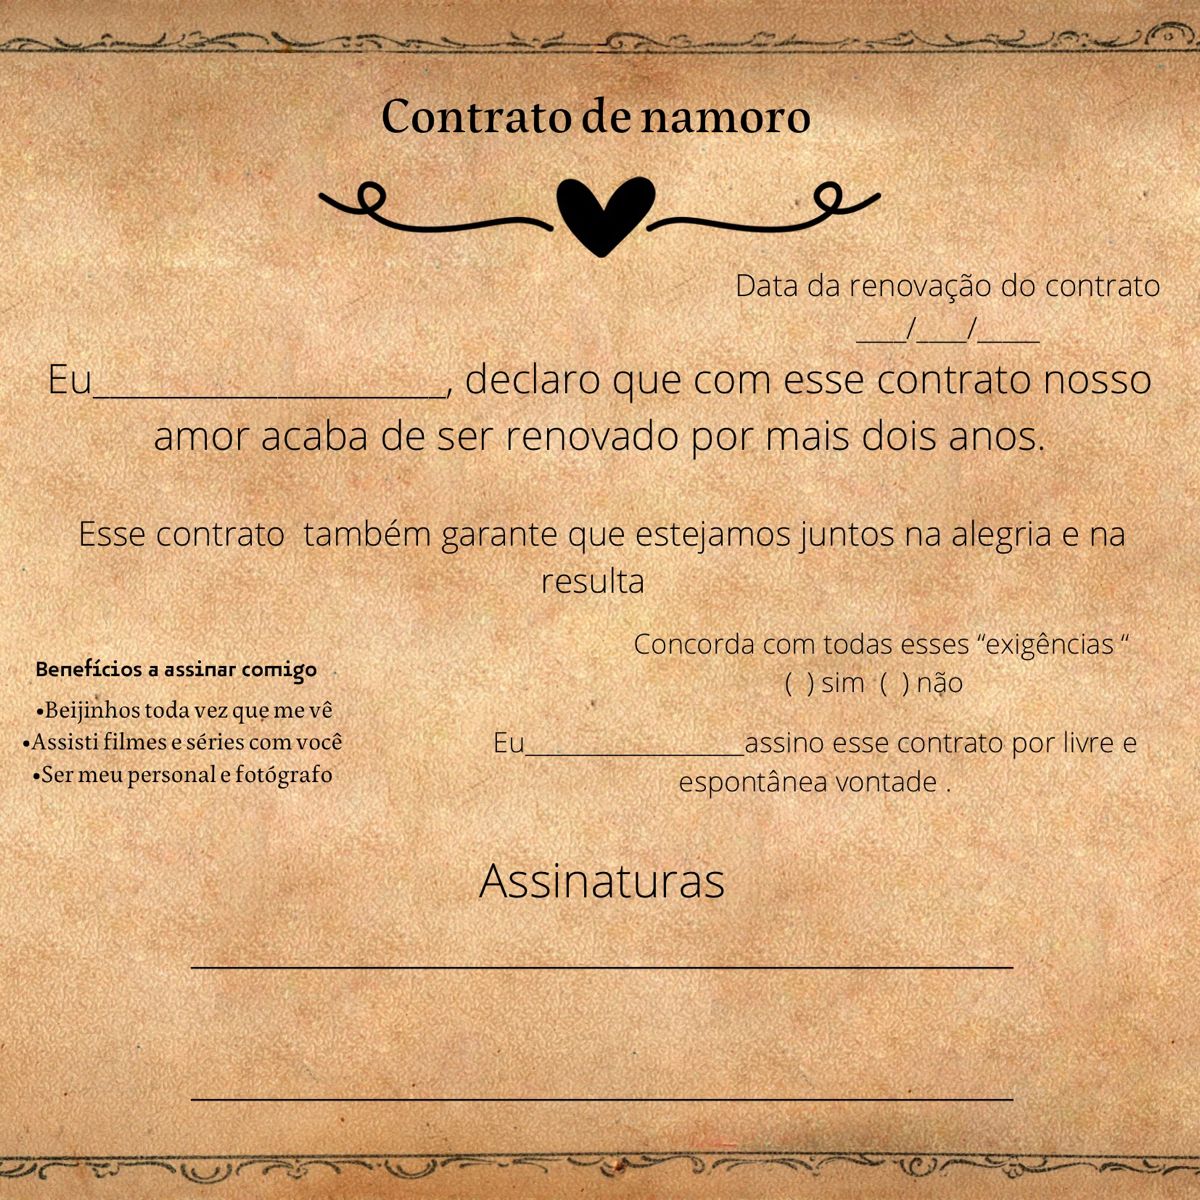 Contrato de namoro
Data da renovação do contrato
____/____/_____
Eu___________________, declaro que com esse contrato nosso
amor acaba de ser renovado por mais dois anos.
Esse contrato  também garante que estejamos juntos na alegria e na
resulta
Concorda com todas esses “exigências “
(  ) sim  (  ) não
Benefícios a assinar comigo
•Beijinhos toda vez que me vê
•Assisti filmes e séries com você
•Ser meu personal e fotógrafo
Eu________________assino esse contrato por livre e
espontânea vontade .
Assinaturas